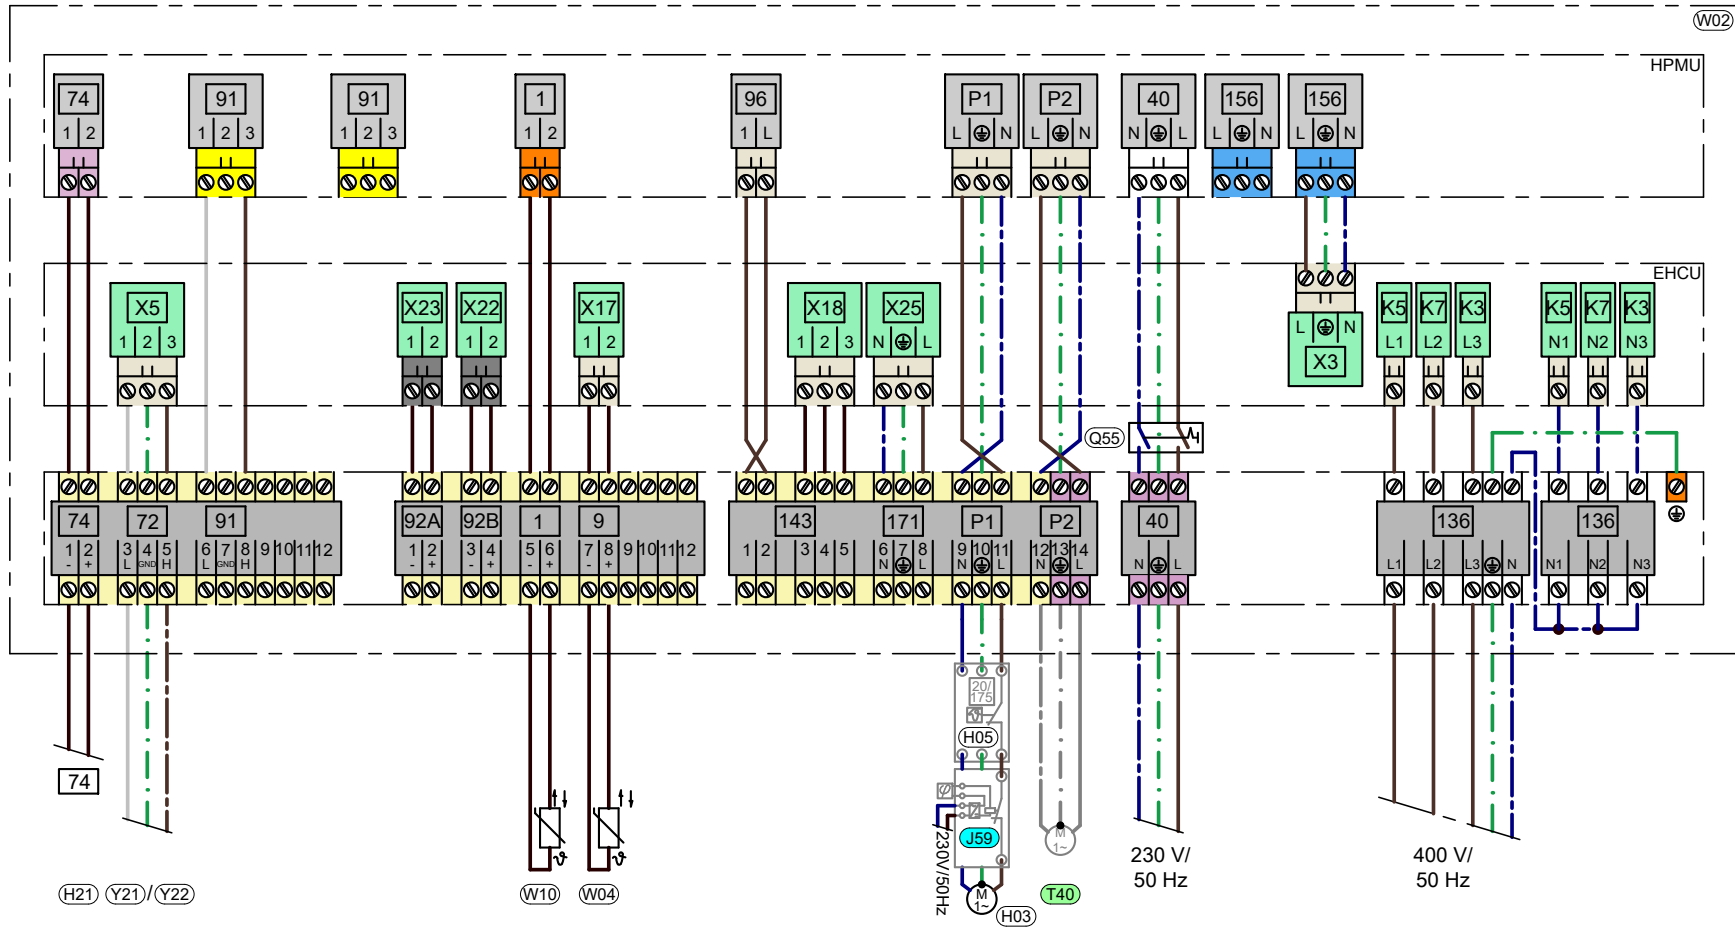 W02
HPMU
74 91 91 1 96 P1 P2 40 156 156
1 2 1 2 3 1 2 3 1 2 1 L L N L N N L L N L N
EHCU
X5 X23 X22 X17 X18 X25 K5 K7 K3 K5 K7 K3
1 2 3 1 2 1 2 1 2 1 2 3 N L L N L1 L2 L3 N1 N2 N3
X3
Q55
74 72 91 92A 92B 1 9 143 171 P1 P2 40 136 136
1 2 3 4 5 6 7 8 9 10 11 12 1 2 3 4 5 6 7 8 9 10 11 12 1 2 3 4 5 6 7 8 9 10 11 12 13 14
- + L GND H L GND H - + - + - + - + N L N L N L N L L1 L2 L3 N N1 N2 N3
20/
175
H05
74
φ
ϑ ϑ
J59
M
1~
230V/50Hz
230 V/
50 Hz
400 V/
50 Hz
H21 Y21 / Y22 W10 W04 M
1~
H03 T40